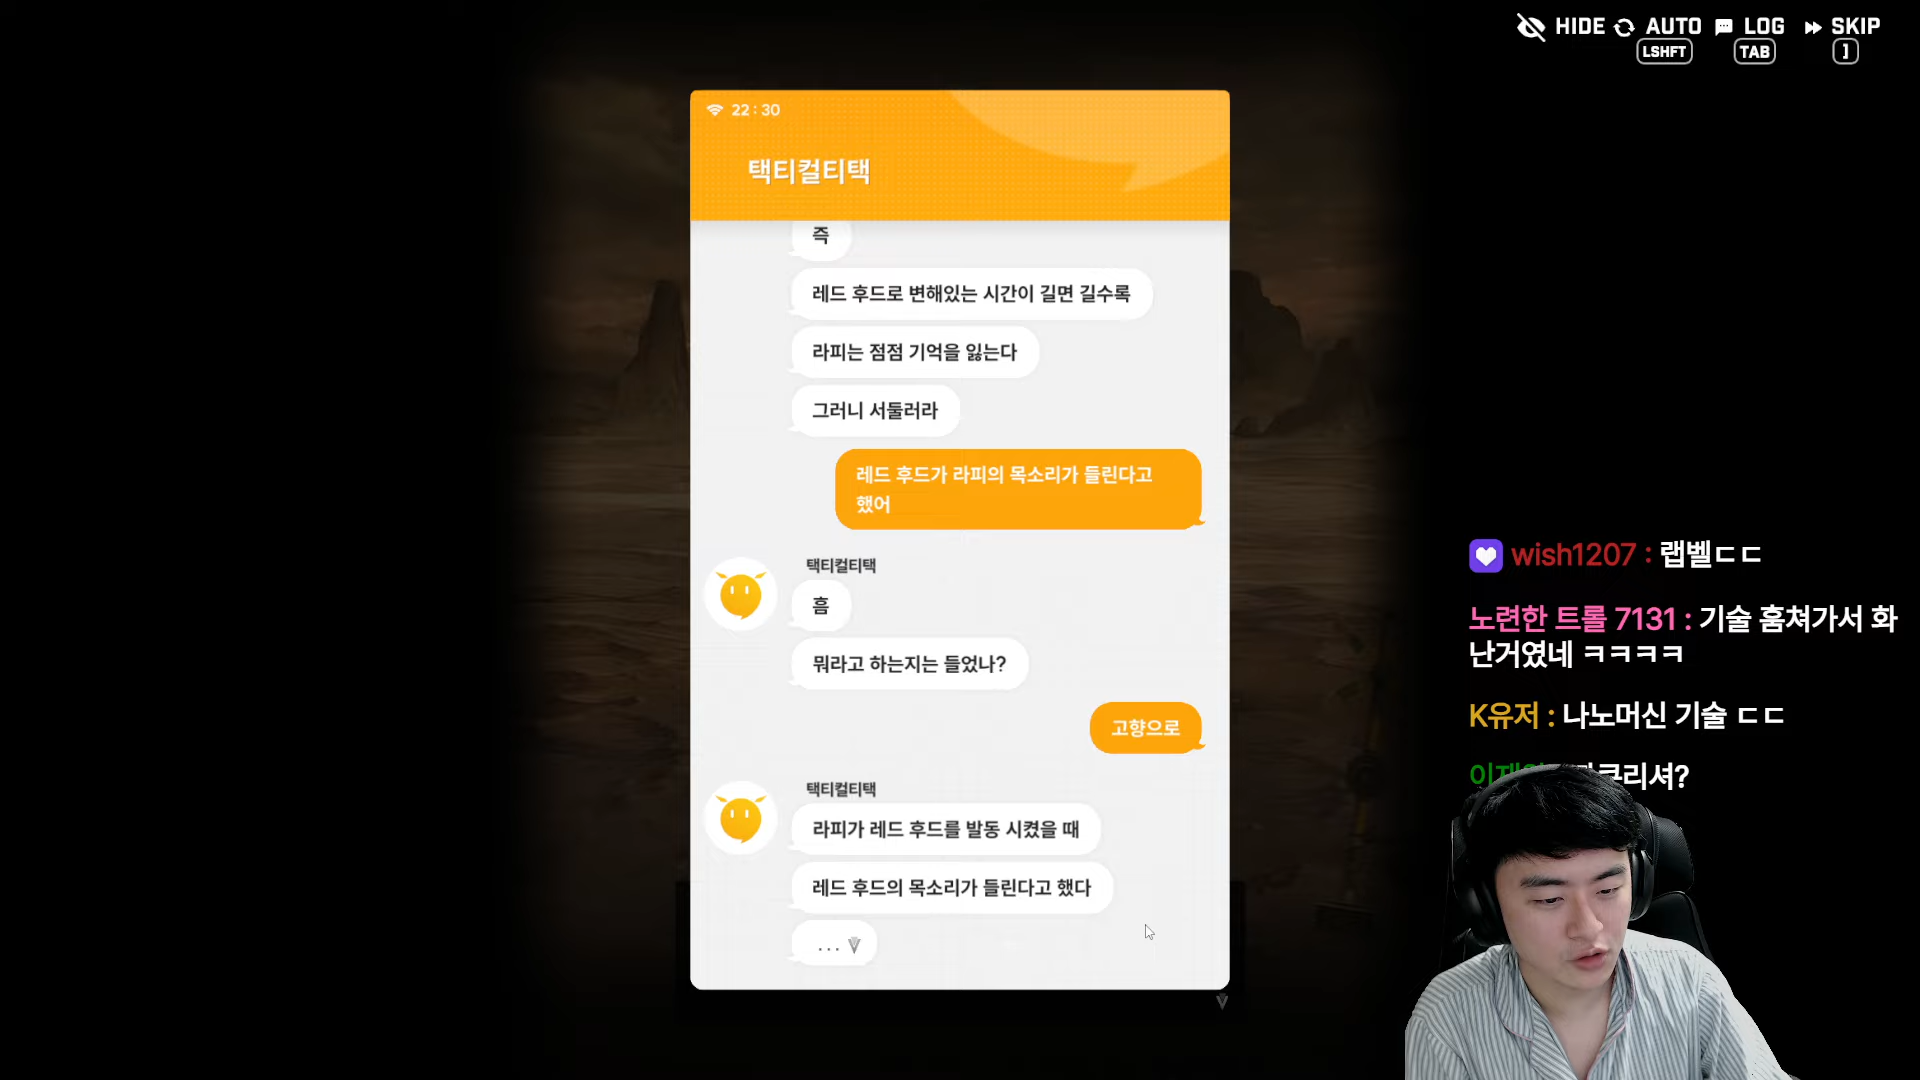 HIDE AUTO LOG SKIP
LSHFT TAB ]
22:30
택티컬티택
즉
레드 후드로 변해있는 시간이 길면 길수록
라피는 점점 기억을 잃는다
그러니 서둘러라
레드 후드가 라피의 목소리가 들린다고
했어
택티컬티택
흠
뭐라고 하는지는 들었나?
고향으로
택티컬티택
라피가 레드 후드를 발동 시켰을 때
레드 후드의 목소리가 들린다고 했다
...
wish1207 : 랩벨ㄷㄷ
노련한 트롤 7131 : 기술 훔쳐가서 화
난거였네 ㅋㅋㅋㅋ
K유저 : 나노머신 기술 ㄷㄷ